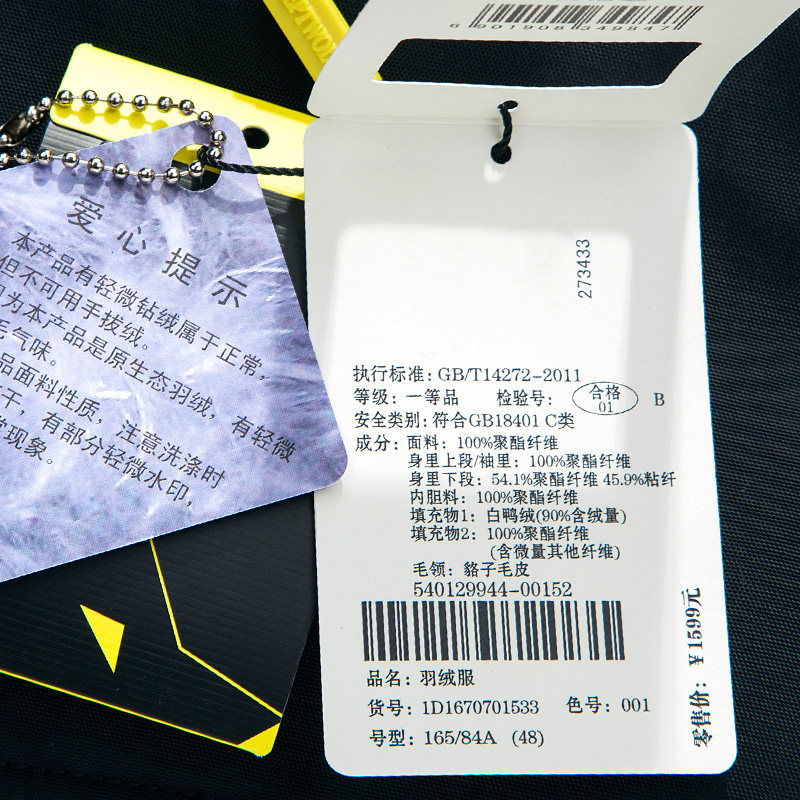 6901908349847
273433
执行标准: GB/T14272-2011
等级: 一等品 检验号: 合格 01 B
安全类别: 符合GB18401 C类
成分: 面料: 100%聚酯纤维
身里上段/袖里: 100%聚酯纤维
身里下段: 54.1%聚酯纤维 45.9%粘纤
内胆料: 100%聚酯纤维
填充物1: 白鸭绒(90%含绒量)
填充物2: 100%聚酯纤维
(含微量其他纤维)
毛领: 貉子毛皮
540129944-00152
品名: 羽绒服
货号: 1D1670701533 色号: 001
号型: 165/84A (48)
零售价: ¥1599元
爱心提示
本产品有轻微钻绒属于正常,
但不可用手拔绒。
为本产品是原生态羽绒, 有轻微
毛气味。
品面料性质, 注意洗涤时
干, 有部分轻微水印,
现象。